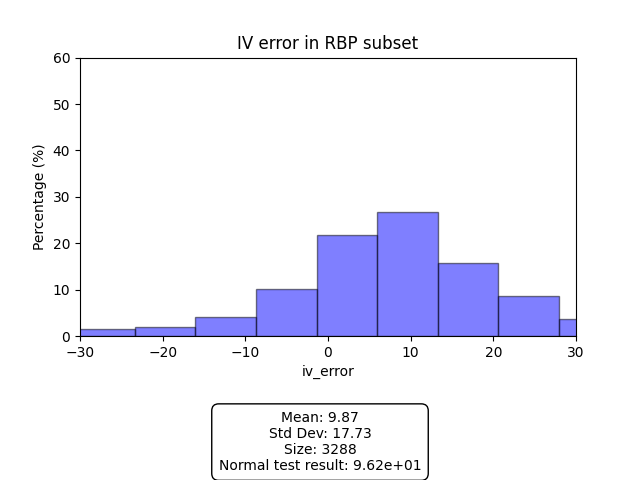 IV error in RBP subset
60
50
40
30
20
10
0
Percentage (%)
−30 −20 −10 0 10 20 30
iv_error
Mean: 9.87
Std Dev: 17.73
Size: 3288
Normal test result: 9.62e+01